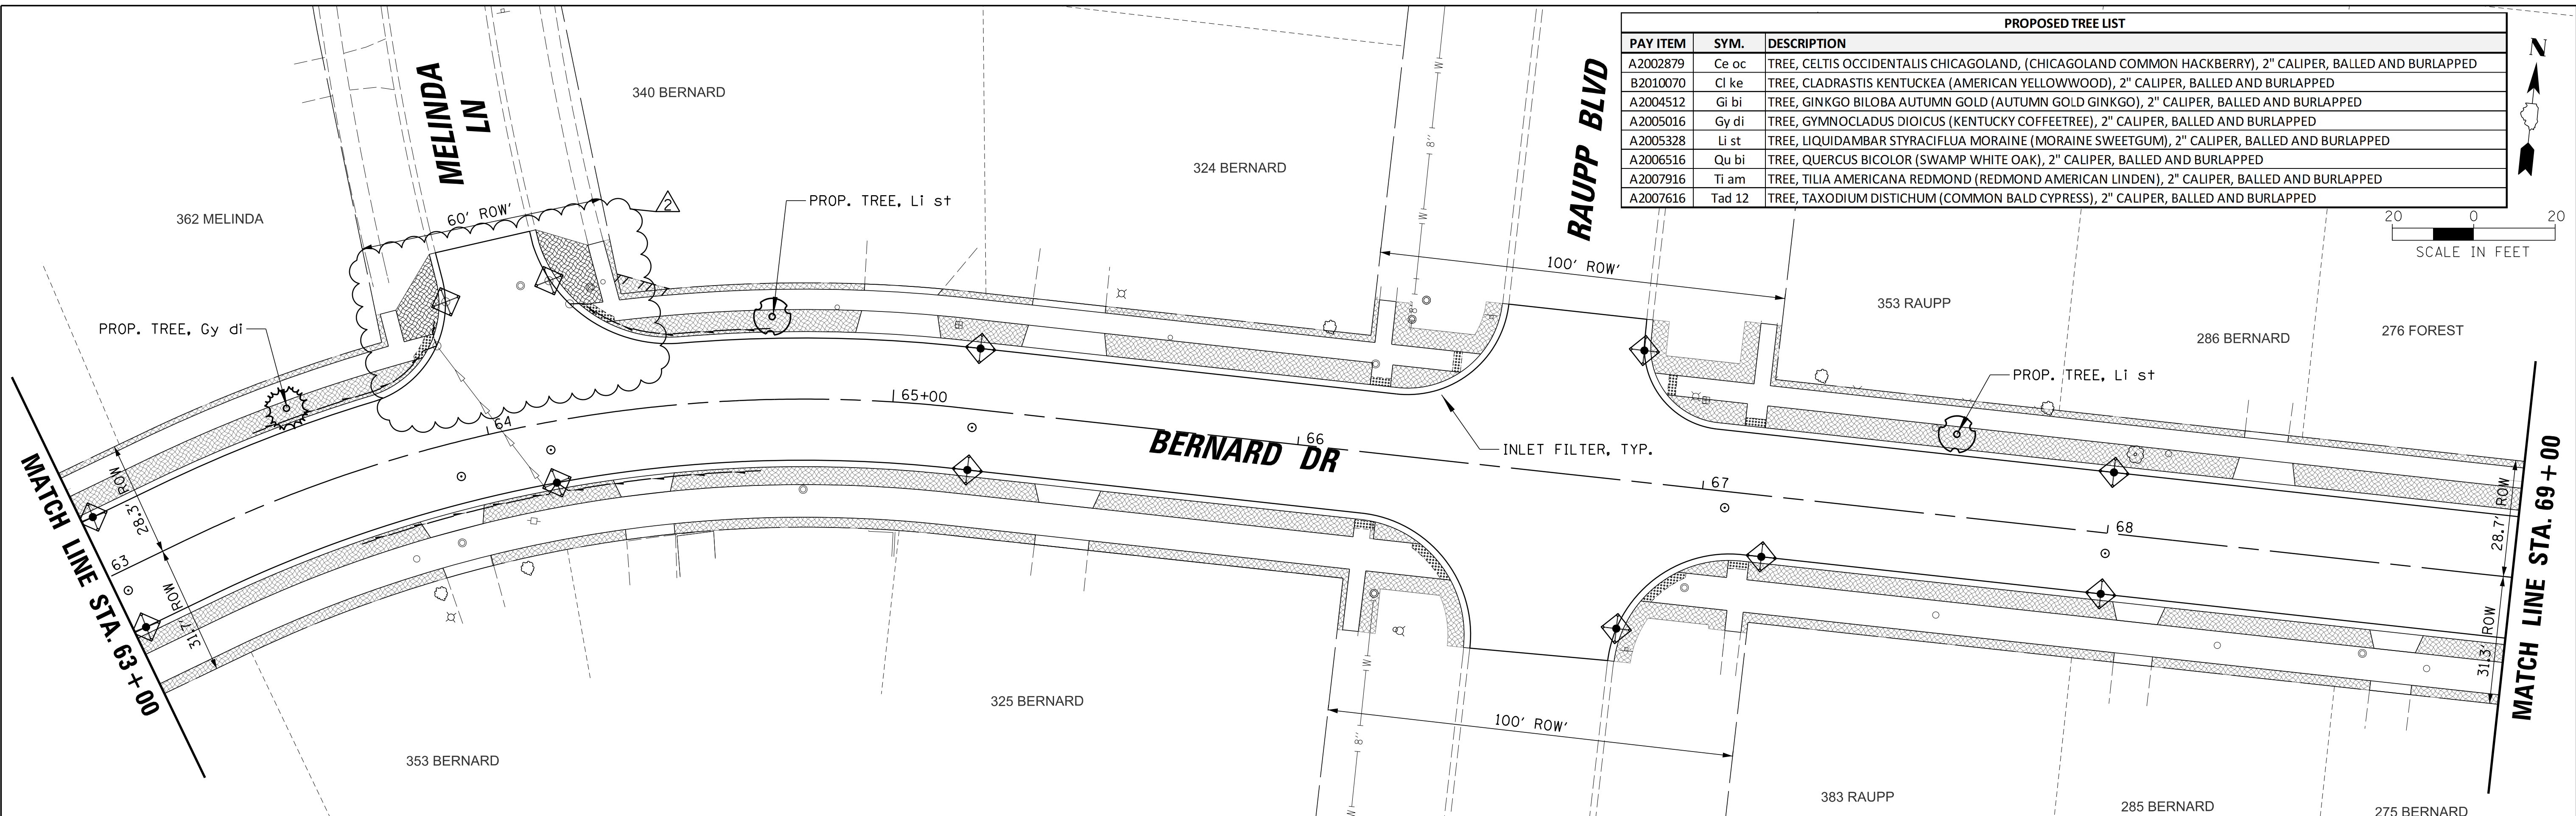 PROPOSED TREE LIST
PAY ITEM SYM. DESCRIPTION
A2002879 Ce oc TREE, CELTIS OCCIDENTALIS CHICAGOLAND, (CHICAGOLAND COMMON HACKBERRY), 2" CALIPER, BALLED AND BURLAPPED
B2010070 Cl ke TREE, CLADRASTIS KENTUCKEA (AMERICAN YELLOWWOOD), 2" CALIPER, BALLED AND BURLAPPED
A2004512 Gi bi TREE, GINKGO BILOBA AUTUMN GOLD (AUTUMN GOLD GINKGO), 2" CALIPER, BALLED AND BURLAPPED
A2005016 Gy di TREE, GYMNOCLADUS DIOICUS (KENTUCKY COFFEETREE), 2" CALIPER, BALLED AND BURLAPPED
A2005328 Li st TREE, LIQUIDAMBAR STYRACIFLUA MORAINE (MORAINE SWEETGUM), 2" CALIPER, BALLED AND BURLAPPED
A2006516 Qu bi TREE, QUERCUS BICOLOR (SWAMP WHITE OAK), 2" CALIPER, BALLED AND BURLAPPED
A2007916 Ti am TREE, TILIA AMERICANA REDMOND (REDMOND AMERICAN LINDEN), 2" CALIPER, BALLED AND BURLAPPED
A2007616 Tad 12 TREE, TAXODIUM DISTICHUM (COMMON BALD CYPRESS), 2" CALIPER, BALLED AND BURLAPPED
N
20 0 20
SCALE IN FEET
MELINDA
LN
340 BERNARD
324 BERNARD
RAUPP BLVD
W
8"
W
8"
362 MELINDA
60' ROW'
2
PROP. TREE, Li st
100' ROW'
353 RAUPP
286 BERNARD
276 FOREST
PROP. TREE, Gy di
PROP. TREE, Li st
INLET FILTER, TYP.
BERNARD DR
63
64
65+00
66
67
68
MATCH LINE STA. 63+00
28.3' ROW
31.7' ROW
MATCH LINE STA. 69+00
28.7' ROW
31.3' ROW
W
8"
W
100' ROW'
325 BERNARD
353 BERNARD
383 RAUPP
285 BERNARD
275 BERNARD